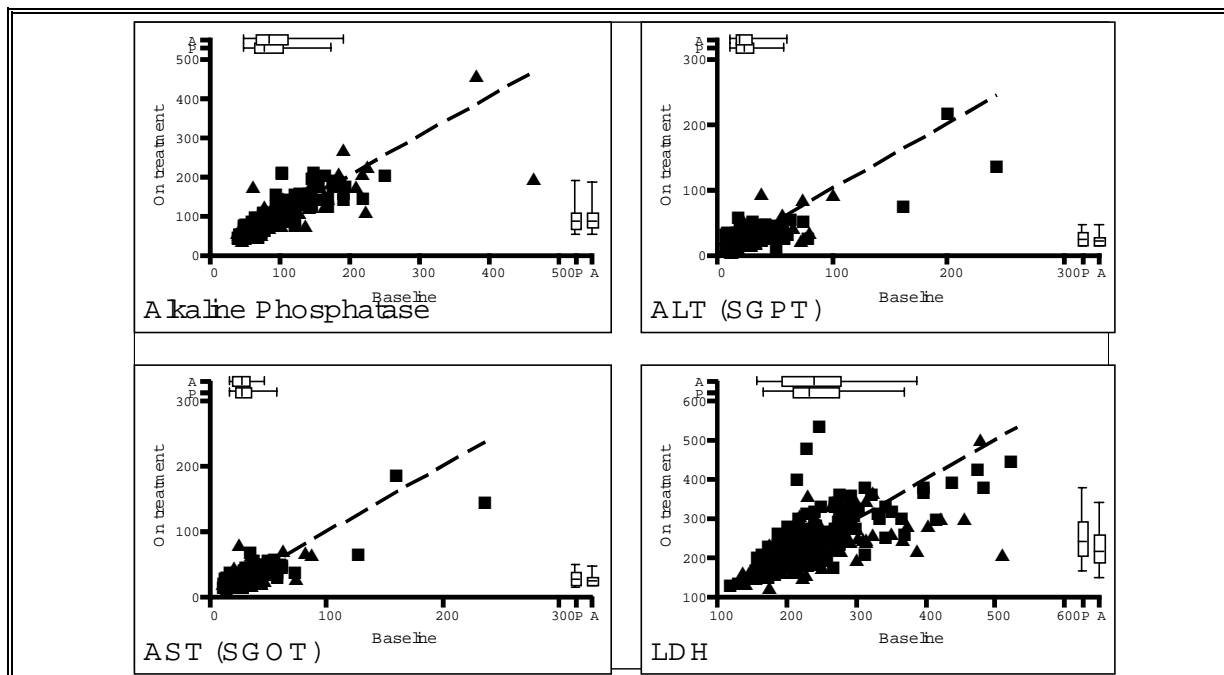 A
P
500
400
300
200
100
0
On treatment
0 100 200 300 400 500 P A
Baseline
Alkaline Phosphatase
A
P
300
200
100
0
On treatment
0 100 200 300 P A
Baseline
ALT (SGPT)
A
P
300
200
100
0
On treatment
0 100 200 300 P A
Baseline
AST (SGOT)
A
P
600
500
400
300
200
100
On treatment
100 200 300 400 500 600 P A
Baseline
LDH